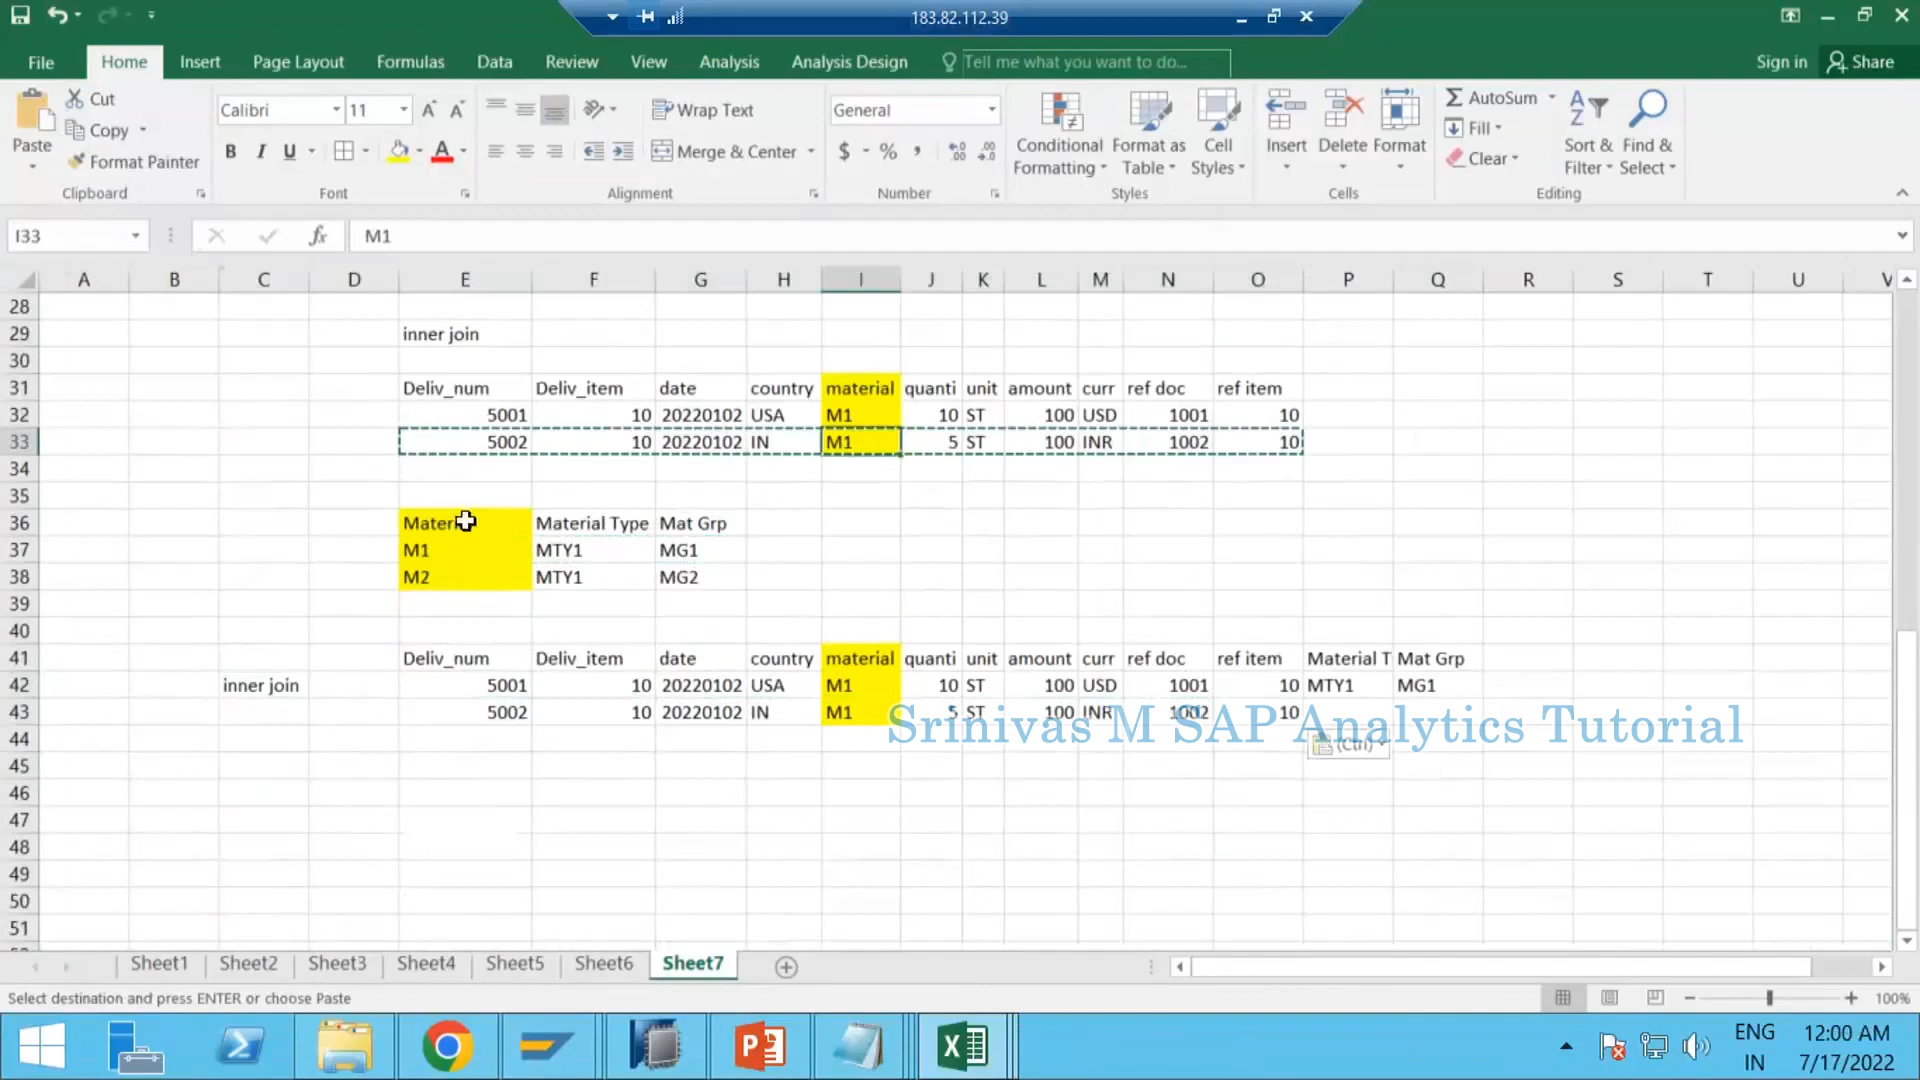 183.82.112.39
File Home Insert Page Layout Formulas Data Review View Analysis Analysis Design Tell me what you want to do... Sign in Share
Paste
Cut
Copy
Format Painter
Clipboard
Calibri 11
B I U
Font
Wrap Text
Merge & Center
Alignment
General
$ % ,
Number
Conditional Formatting
Format as Table
Cell Styles
Styles
Insert Delete Format
Cells
AutoSum
Fill
Clear
Sort & Filter
Find & Select
Editing
I33 fx M1
A B C D E F G H I J K L M N O P Q R S T U V
28
29 inner join
30
31 Deliv_num Deliv_item date country material quanti unit amount curr ref doc ref item
32 5001 10 20220102 USA M1 10 ST 100 USD 1001 10
33 5002 10 20220102 IN M1 5 ST 100 INR 1002 10
34
35
36 Mater Material Type Mat Grp
37 M1 MTY1 MG1
38 M2 MTY1 MG2
39
40
41 Deliv_num Deliv_item date country material quanti unit amount curr ref doc ref item Material T Mat Grp
42 inner join 5001 10 20220102 USA M1 10 ST 100 USD 1001 10 MTY1 MG1
43 5002 10 20220102 IN M1 5 ST 100 INR 1002 10
Srinivas M SAP Analytics Tutorial
44 (Ctrl)
45
46
47
48
49
50
51
Sheet1 Sheet2 Sheet3 Sheet4 Sheet5 Sheet6 Sheet7
Select destination and press ENTER or choose Paste 100%
ENG 12:00 AM
IN 7/17/2022